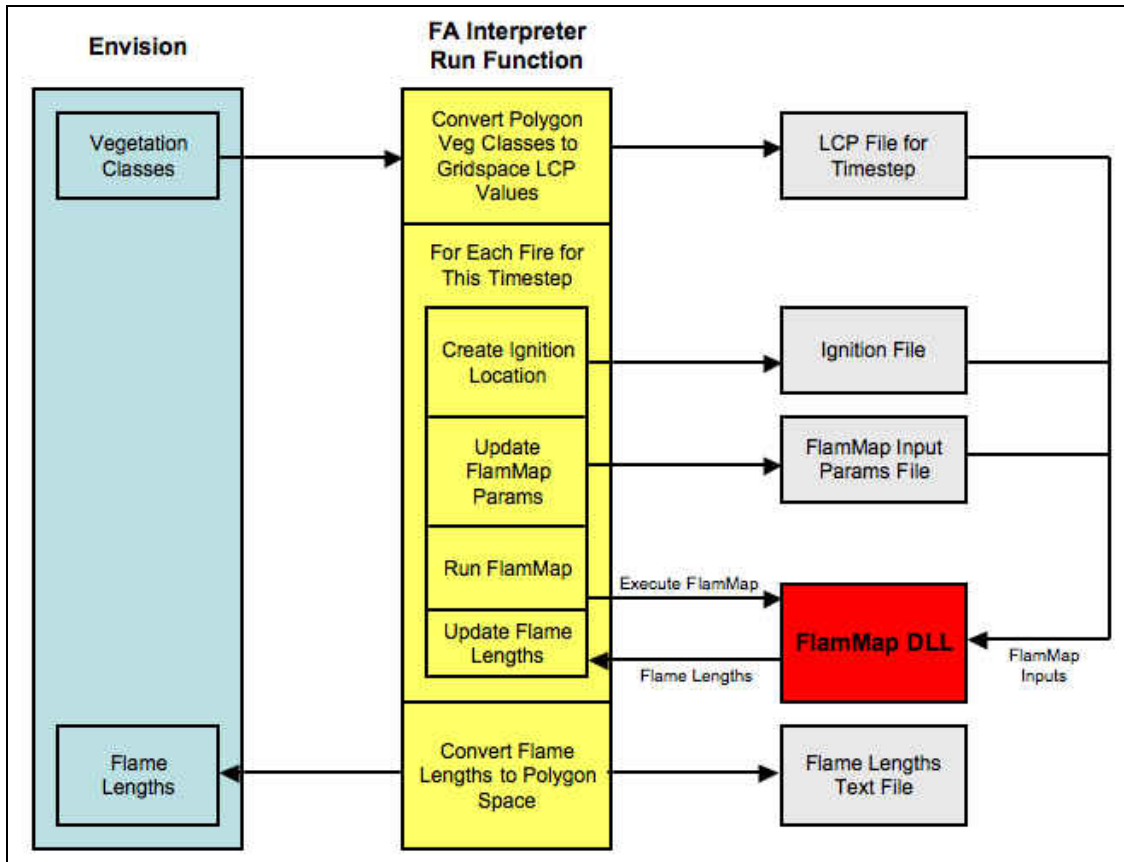 Envision
FA Interpreter
Run Function
Vegetation
Classes
Convert Polygon
Veg Classes to
Gridspace LCP
Values
LCP File for
Timestep
For Each Fire for
This Timestep
Create Ignition
Location
Ignition File
Update
FlamMap
Params
FlamMap Input
Params File
Run FlamMap
Execute FlamMap
Update Flame
Lengths
Flame Lengths
FlamMap DLL
FlamMap
Inputs
Flame
Lengths
Convert Flame
Lengths to Polygon
Space
Flame Lengths
Text File